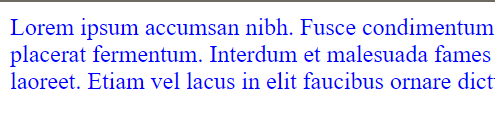 Lorem ipsum accumsan nibh. Fusce condimentum
placerat fermentum. Interdum et malesuada fames
laoreet. Etiam vel lacus in elit faucibus ornare